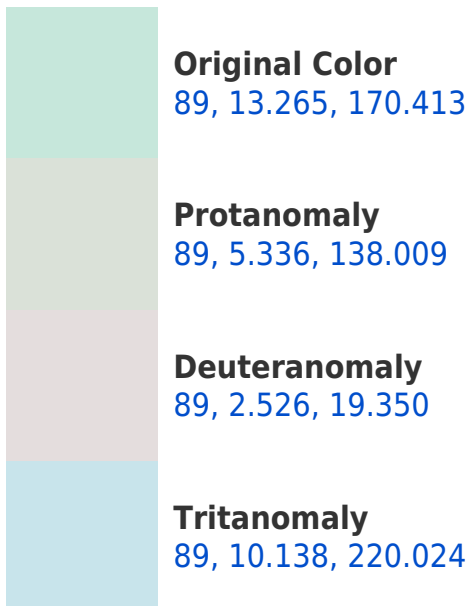 Original Color
89, 13.265, 170.413
Protanomaly
89, 5.336, 138.009
Deuteranomaly
89, 2.526, 19.350
Tritanomaly
89, 10.138, 220.024